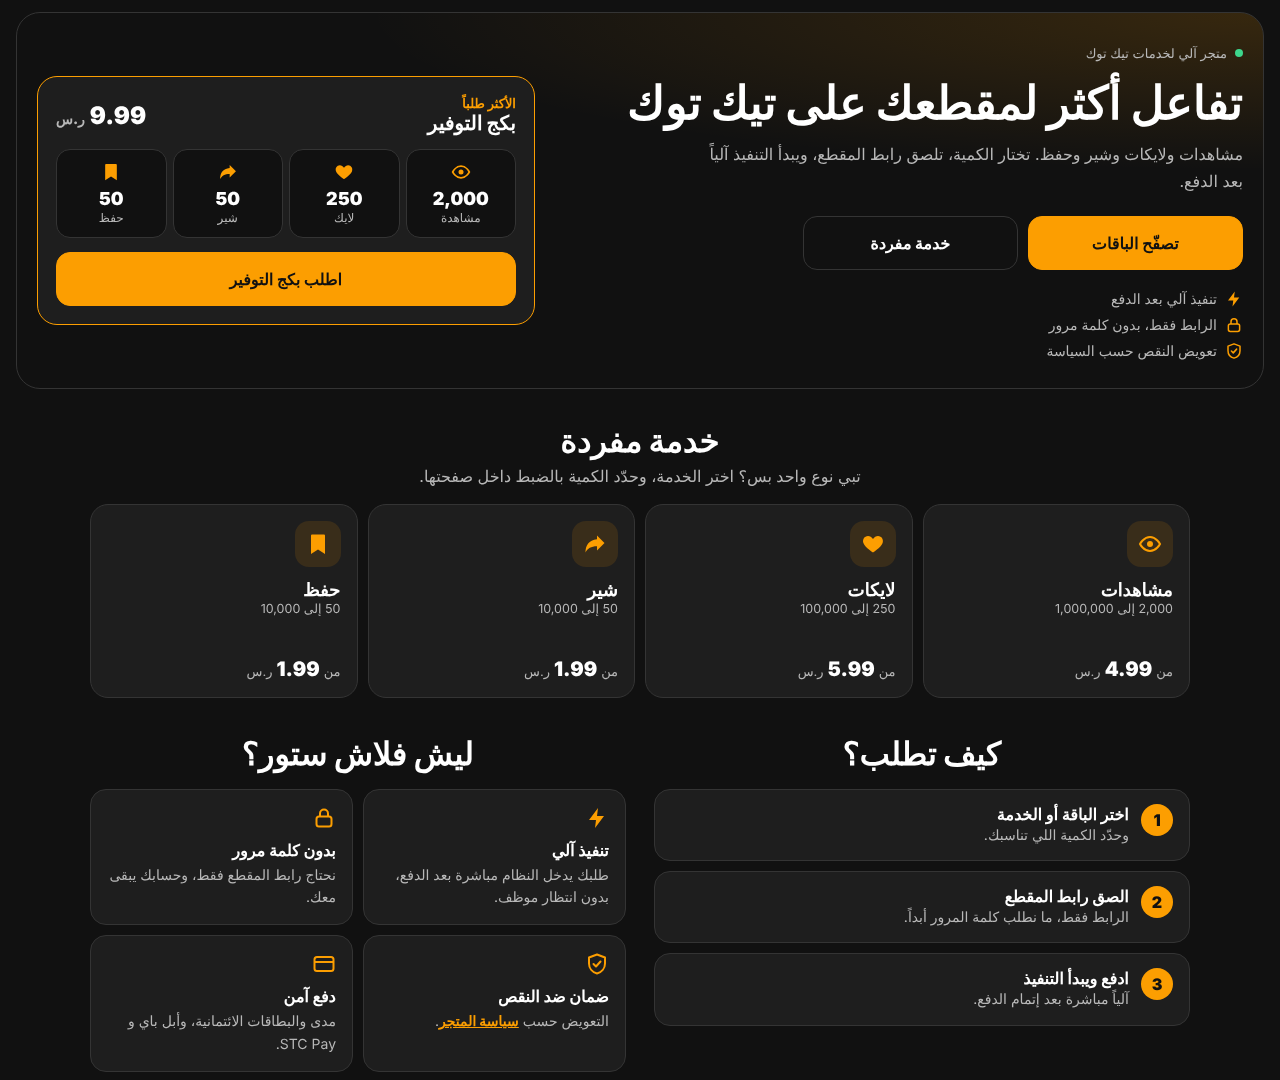 متجر آلي لخدمات تيك توك
تفاعل أكثر لمقطعك على تيك توك
مشاهدات ولايكات وشير وحفظ. تختار الكمية، تلصق رابط المقطع، ويبدأ التنفيذ آلياً
بعد الدفع.
تصفّح الباقات
خدمة مفردة
تنفيذ آلي بعد الدفع
الرابط فقط، بدون كلمة مرور
تعويض النقص حسب السياسة
الأكثر طلباً
بكج التوفير
9.99 ر.س
2,000
مشاهدة
250
لايك
50
شير
50
حفظ
اطلب بكج التوفير
خدمة مفردة
تبي نوع واحد بس؟ اختر الخدمة، وحدّد الكمية بالضبط داخل صفحتها.
مشاهدات
2,000 إلى 1,000,000
من 4.99 ر.س
لايكات
250 إلى 100,000
من 5.99 ر.س
شير
50 إلى 10,000
من 1.99 ر.س
حفظ
50 إلى 10,000
من 1.99 ر.س
كيف تطلب؟
1
اختر الباقة أو الخدمة
وحدّد الكمية اللي تناسبك.
2
الصق رابط المقطع
الرابط فقط، ما نطلب كلمة المرور أبداً.
3
ادفع ويبدأ التنفيذ
آلياً مباشرة بعد إتمام الدفع.
ليش فلاش ستور؟
تنفيذ آلي
طلبك يدخل النظام مباشرة بعد الدفع،
بدون انتظار موظف.
بدون كلمة مرور
نحتاج رابط المقطع فقط، وحسابك يبقى
معك.
ضمان ضد النقص
التعويض حسب سياسة المتجر.
دفع آمن
مدى والبطاقات الائتمانية، وأبل باي و
STC Pay.